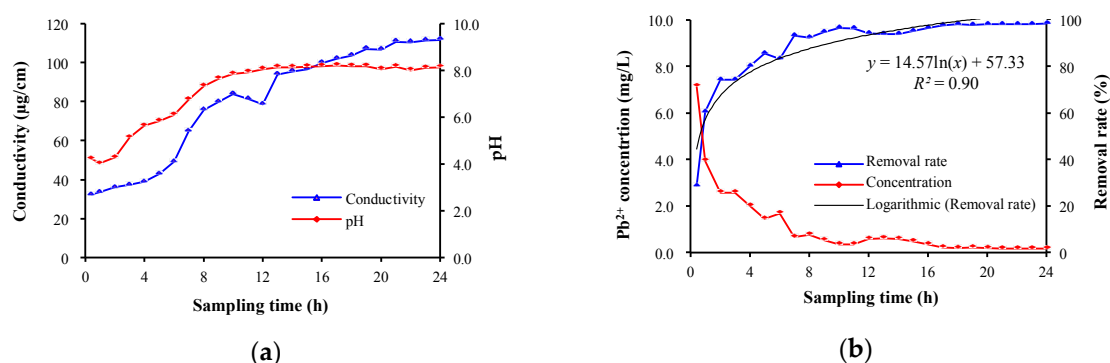 120
100
80
60
40
20
0
Conductivity (µg/cm)
10.0
8.0
6.0
4.0
2.0
0.0
pH
Conductivity
pH
0 4 8 12 16 20 24
Sampling time (h)
(a)
10.0
8.0
6.0
4.0
2.0
0.0
Pb²⁺ concentrtion (mg/L)
100
80
60
40
20
0
Removal rate (%)
y = 14.57ln(x) + 57.33
R² = 0.90
Removal rate
Concentration
Logarithmic (Removal rate)
0 4 8 12 16 20 24
Sampling time (h)
(b)